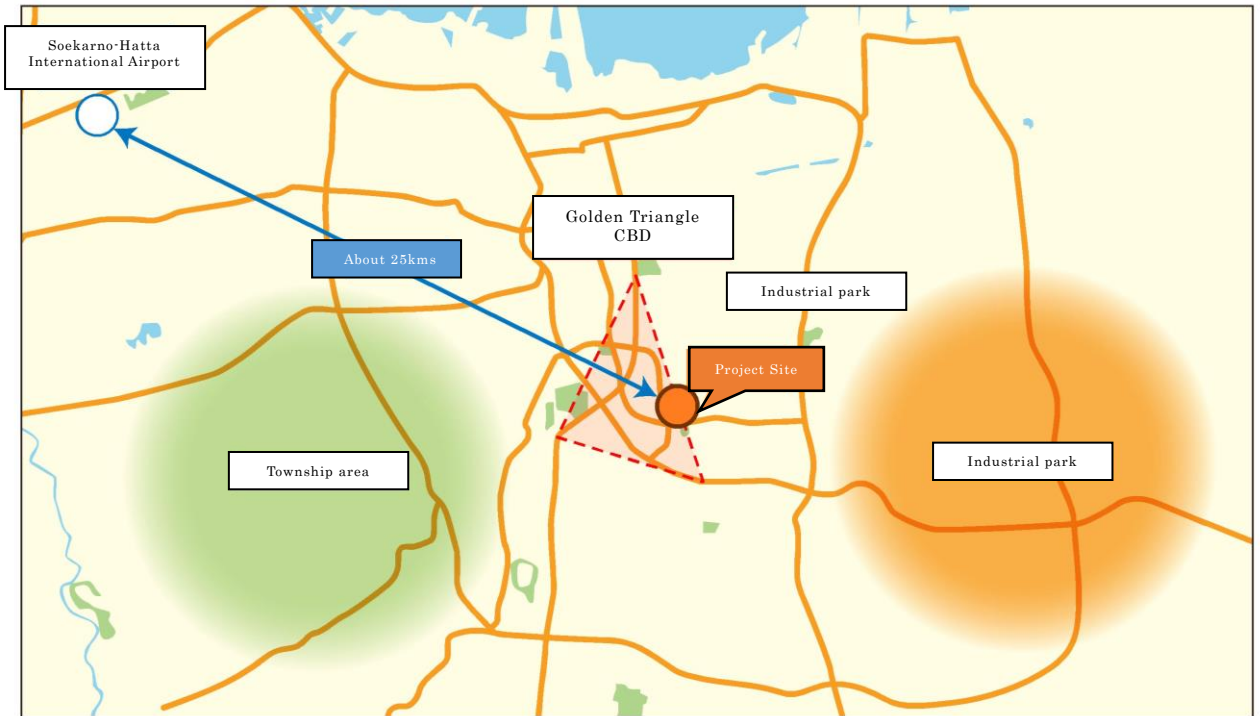 Soekarno-Hatta
International Airport
Golden Triangle
CBD
About 25kms
Industrial park
Project Site
Township area
Industrial park